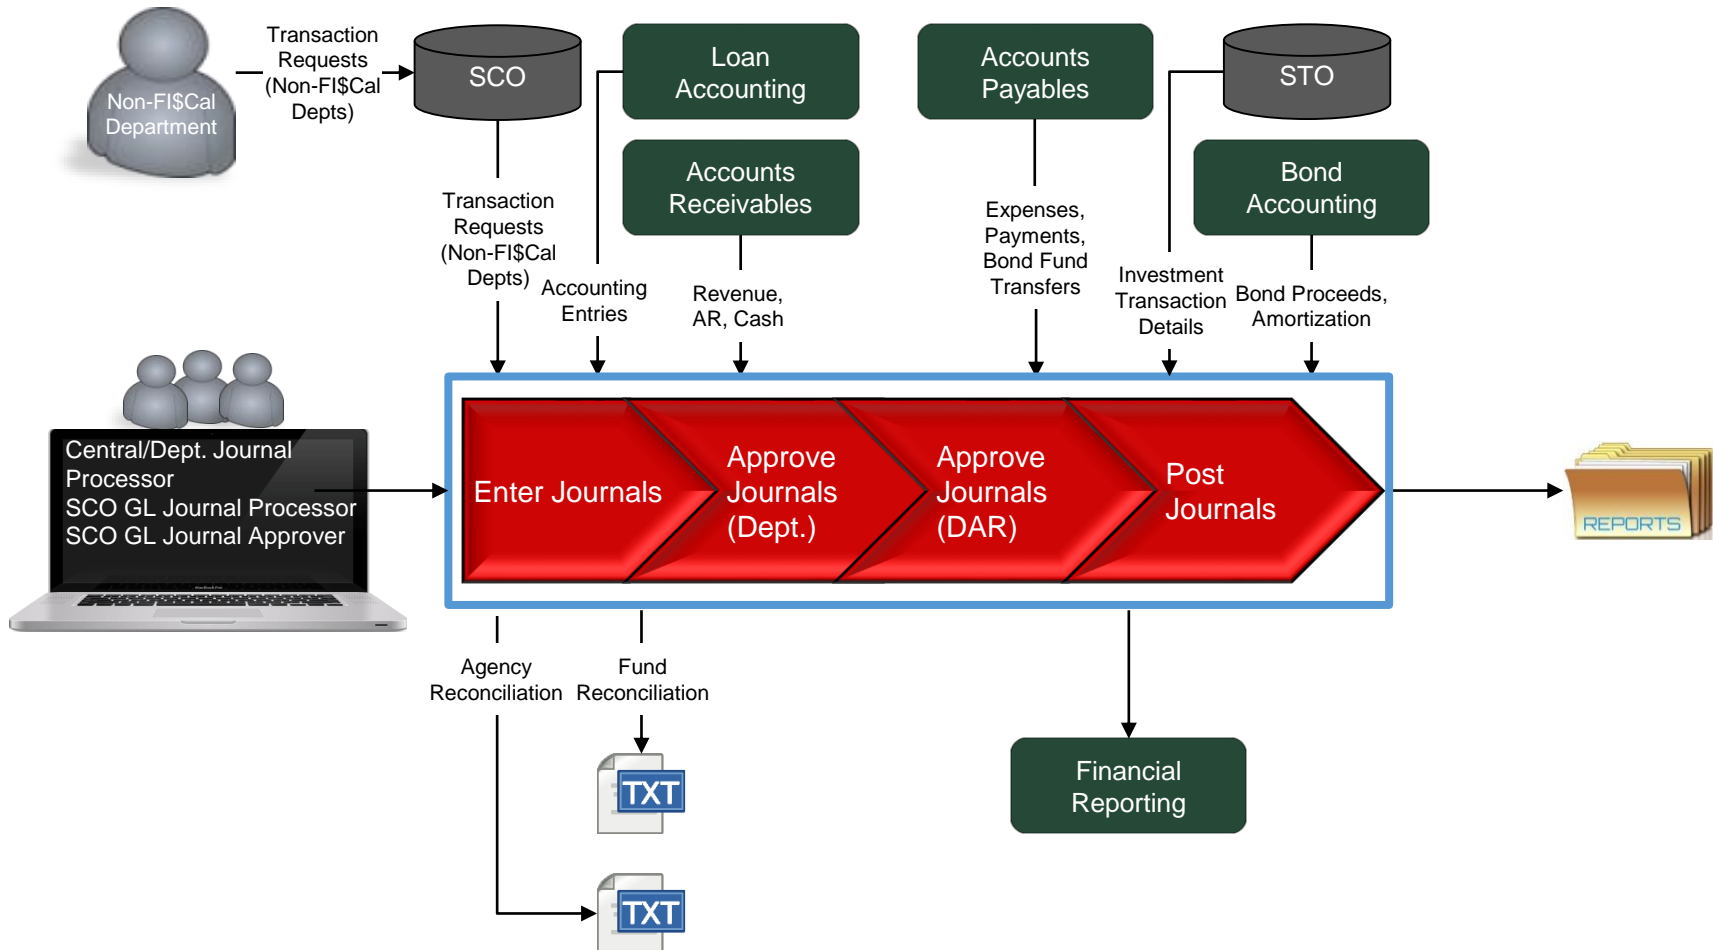 Non-FI$Cal
Department
Transaction
Requests
(Non-FI$Cal
Depts)
SCO
Loan
Accounting
Accounts
Payables
STO
Accounts
Receivables
Bond
Accounting
Transaction
Requests
(Non-FI$Cal
Depts)
Accounting
Entries
Revenue,
AR, Cash
Expenses,
Payments,
Bond Fund
Transfers
Investment
Transaction
Details
Bond Proceeds,
Amortization
Central/Dept. Journal
Processor
SCO GL Journal Processor
SCO GL Journal Approver
MacBook Pro
Enter Journals
Approve
Journals
(Dept.)
Approve
Journals
(DAR)
Post
Journals
REPORTS
Agency
Reconciliation
Fund
Reconciliation
TXT
TXT
Financial
Reporting